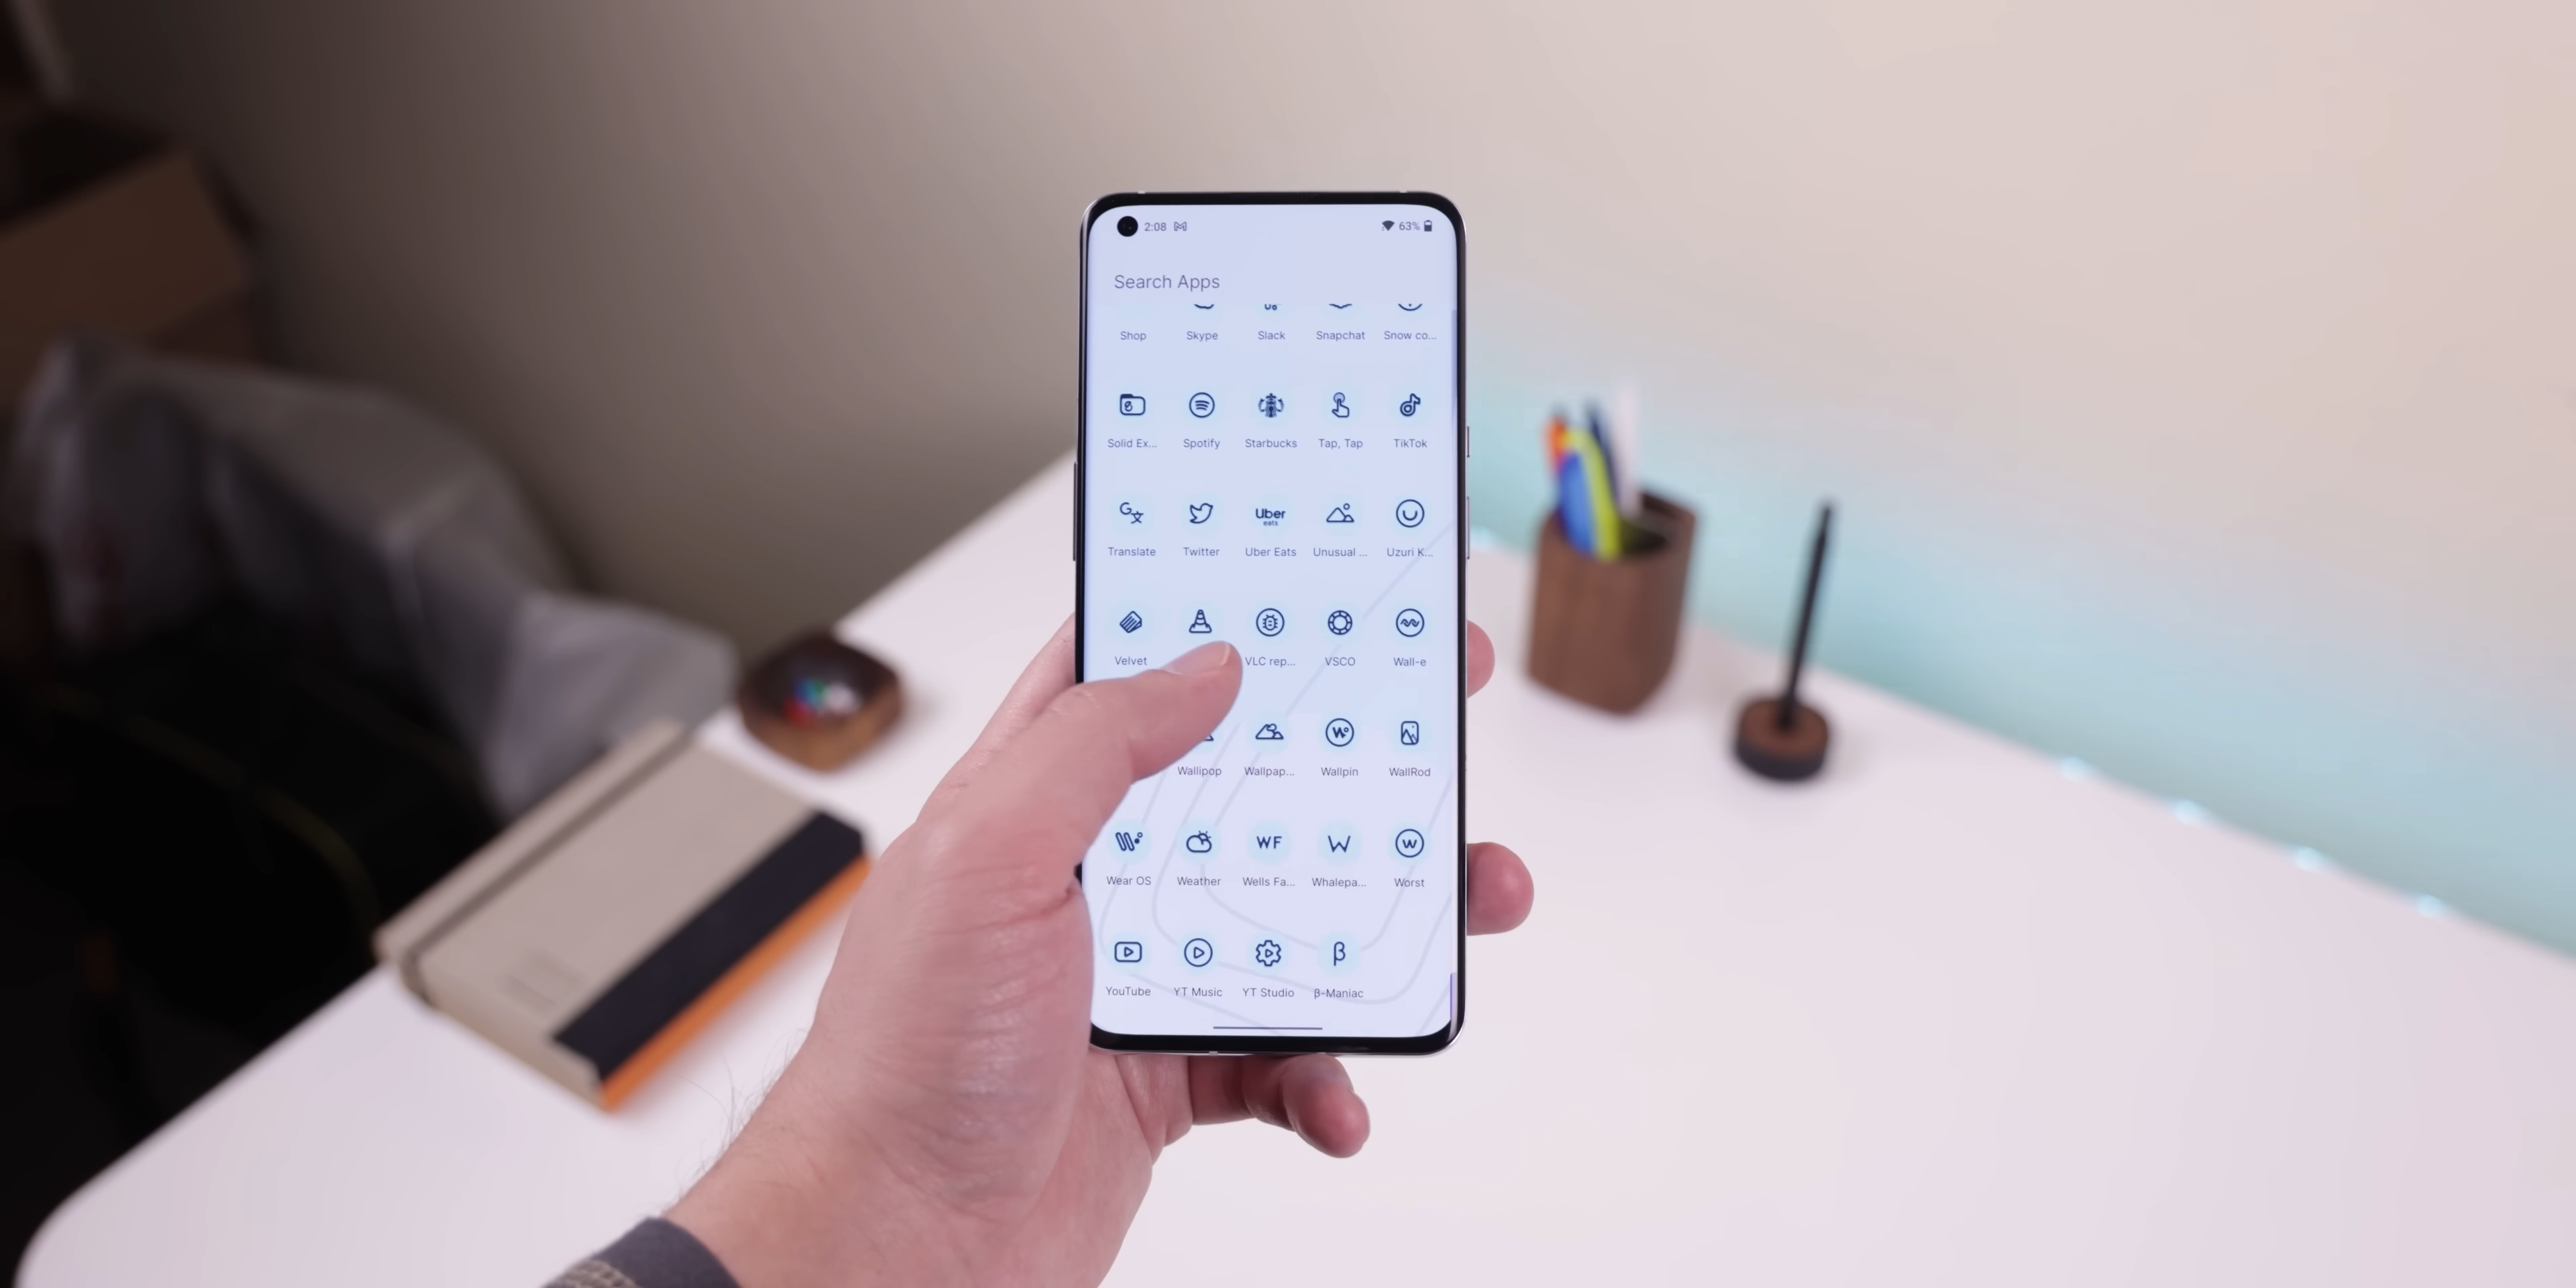 2:08 63%
Search Apps
Shop Skype Slack Snapchat Snow co...
Solid Ex... Spotify Starbucks Tap, Tap TikTok
G
Uber
eats
Translate Twitter Uber Eats Unusual ... Uzuri K...
Velvet VLC rep... VSCO Wall-e
Wallipop Wallpap... Wallpin WallRod
WF W W
Wear OS Weather Wells Fa... Whalepa... Worst
β
YouTube YT Music YT Studio β-Maniac